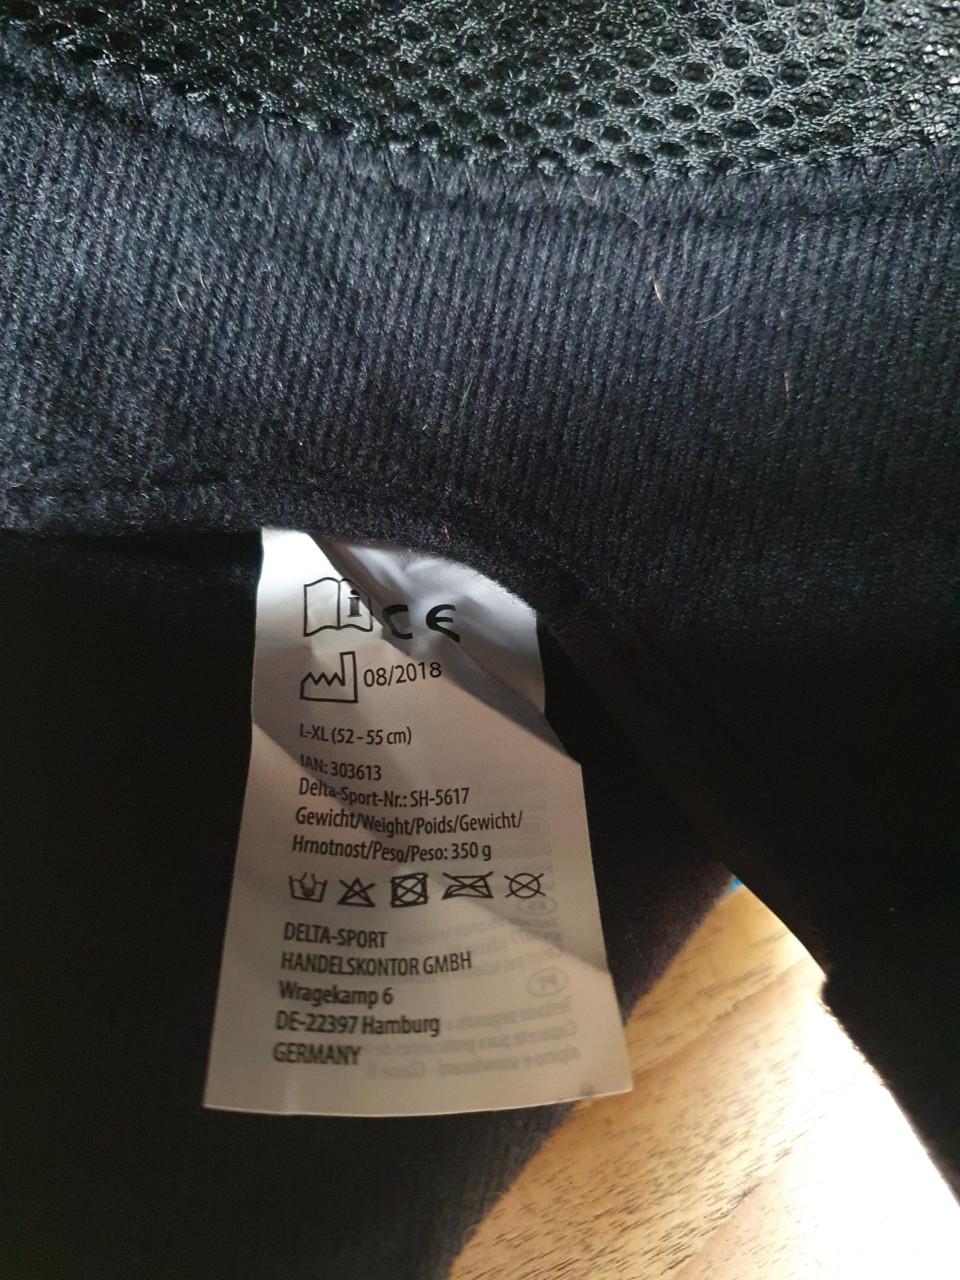 i CE
08/2018
L-XL (52-55 cm)
IAN: 303613
Delta-Sport-Nr.: SH-5617
Gewicht/Weight/Poids/Gewicht/
Hrnotnost/Peso/Peso: 350 g
DELTA-SPORT
HANDELSKONTOR GMBH
Wragekamp 6
DE-22397 Hamburg
GERMANY